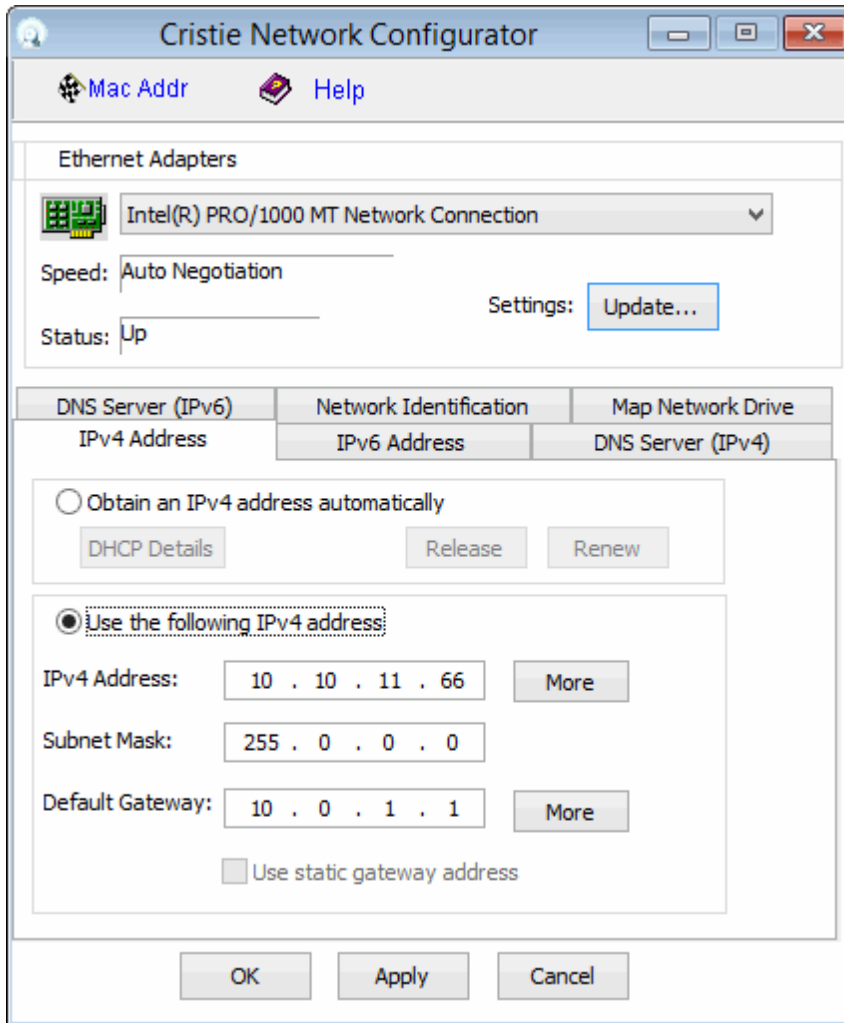 Cristie Network Configurator
Mac Addr Help
Ethernet Adapters
Intel(R) PRO/1000 MT Network Connection
Speed: Auto Negotiation
Settings: Update...
Status: Up
DNS Server (IPv6) Network Identification Map Network Drive
IPv4 Address IPv6 Address DNS Server (IPv4)
Obtain an IPv4 address automatically
DHCP Details Release Renew
Use the following IPv4 address
IPv4 Address: 10 . 10 . 11 . 66 More
Subnet Mask: 255 . 0 . 0 . 0
Default Gateway: 10 . 0 . 1 . 1 More
Use static gateway address
OK Apply Cancel